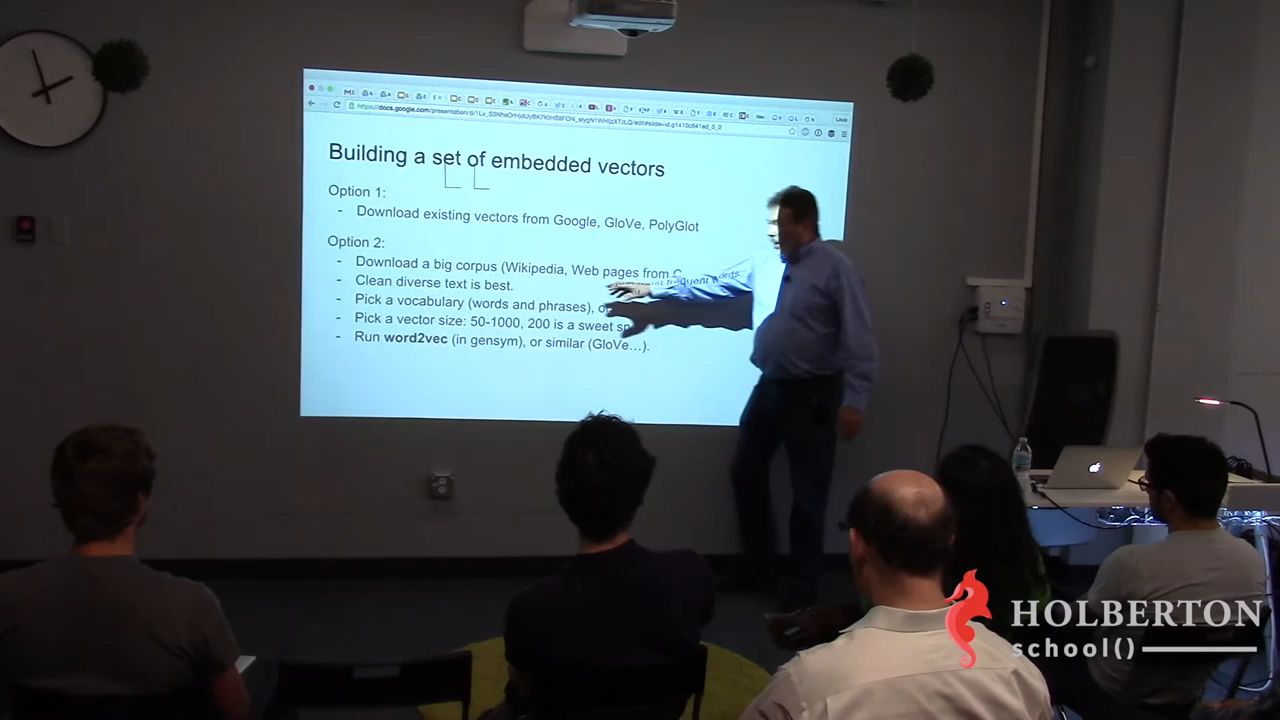 Building a set of embedded vectors
Option 1:
- Download existing vectors from Google, GloVe, PolyGlot
Option 2:
- Download a big corpus (Wikipedia, Web pages from
- Clean diverse text is best.
- Pick a vocabulary (words and phrases), frequent words.
- Pick a vector size: 50-1000, 200 is a sweet
- Run word2vec (in gensym), or similar (GloVe...).
HOLBERTON
school()